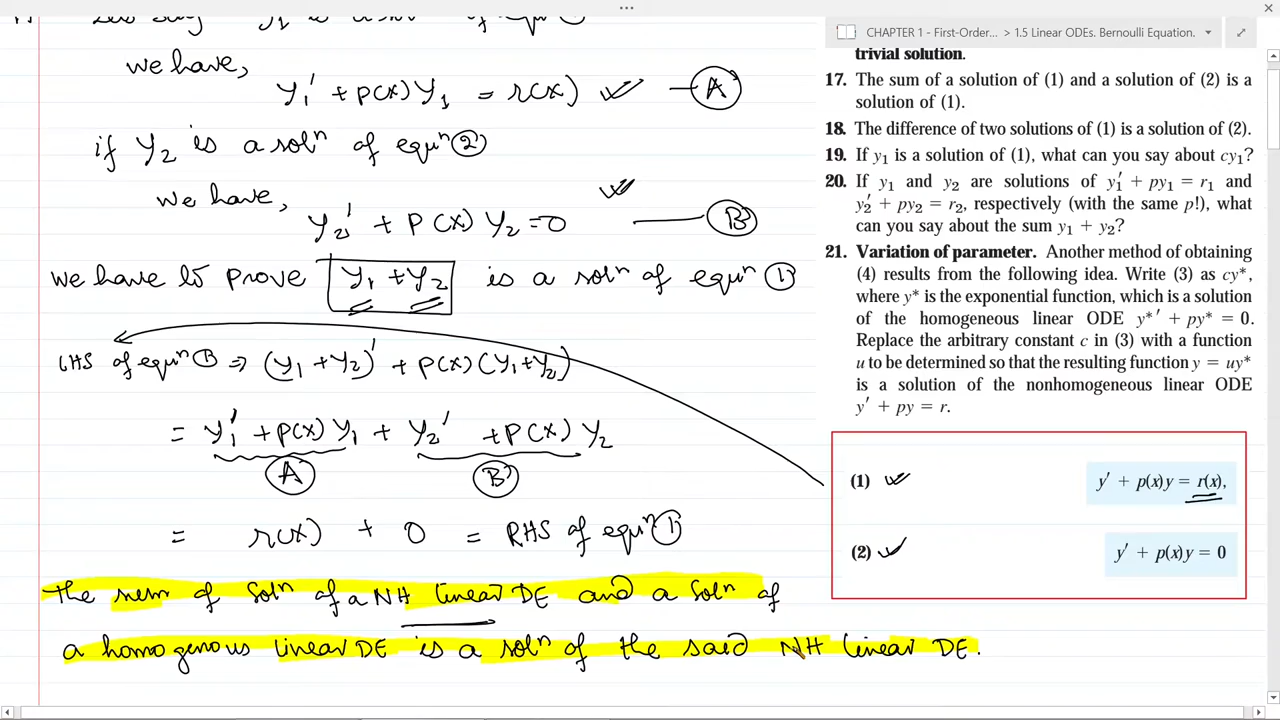 we have,
y₁' + p(x) y₁ = r(x) — A
if y₂ is a solⁿ of equⁿ 2
we have,
y₂' + p(x) y₂ = 0 — B
we have to prove y₁ + y₂ is a solⁿ of equⁿ 1
LHS of equⁿ B ⇒ (y₁ + y₂)' + p(x)(y₁ + y₂)
= y₁' + p(x) y₁ + y₂' + p(x) y₂
A B
= r(x) + 0 = RHS of equⁿ 1
The sum of solⁿ of a NH linear DE and a solⁿ of
a homogenous linear DE is a solⁿ of the said NH linear DE.
CHAPTER 1 - First-Order... > 1.5 Linear ODEs. Bernoulli Equation.
trivial solution.
17. The sum of a solution of (1) and a solution of (2) is a
solution of (1).
18. The difference of two solutions of (1) is a solution of (2).
19. If y₁ is a solution of (1), what can you say about cy₁?
20. If y₁ and y₂ are solutions of y₁′ + py₁ = r₁ and
y₂′ + py₂ = r₂, respectively (with the same p!), what
can you say about the sum y₁ + y₂?
21. Variation of parameter. Another method of obtaining
(4) results from the following idea. Write (3) as cy*,
where y* is the exponential function, which is a solution
of the homogeneous linear ODE y*′ + py* = 0.
Replace the arbitrary constant c in (3) with a function
u to be determined so that the resulting function y = uy*
is a solution of the nonhomogeneous linear ODE
y′ + py = r.
(1) y′ + p(x)y = r(x),
(2) y′ + p(x)y = 0